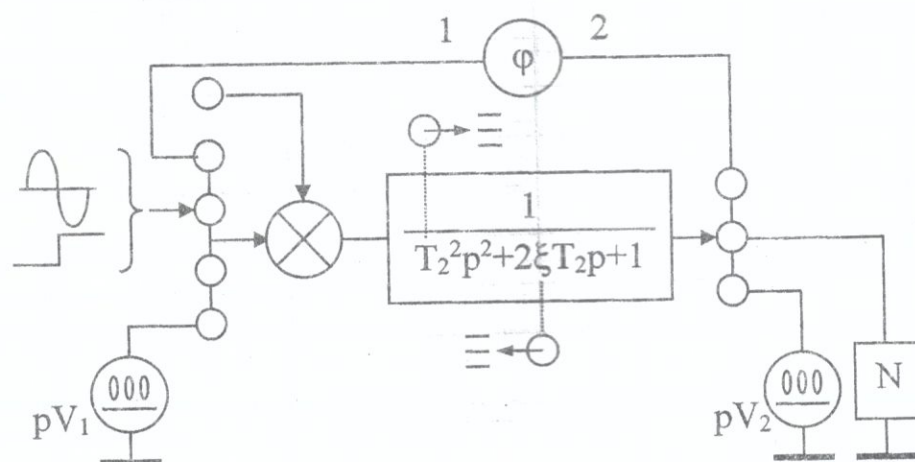 1 φ 2
1
T₂²p²+2ξT₂p+1
000
pV₁
000
pV₂
N